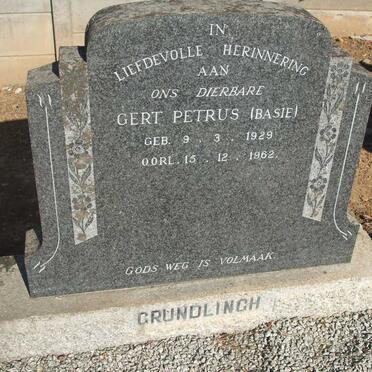 IN
LIEFDEVOLLE HERINNERING
AAN
ONS DIERBARE
GERT PETRUS (BASIE)
GEB. 9. 3. 1929
OORL. 15. 12. 1962.
GODS WEG IS VOLMAAK.
GRUNDLINGH